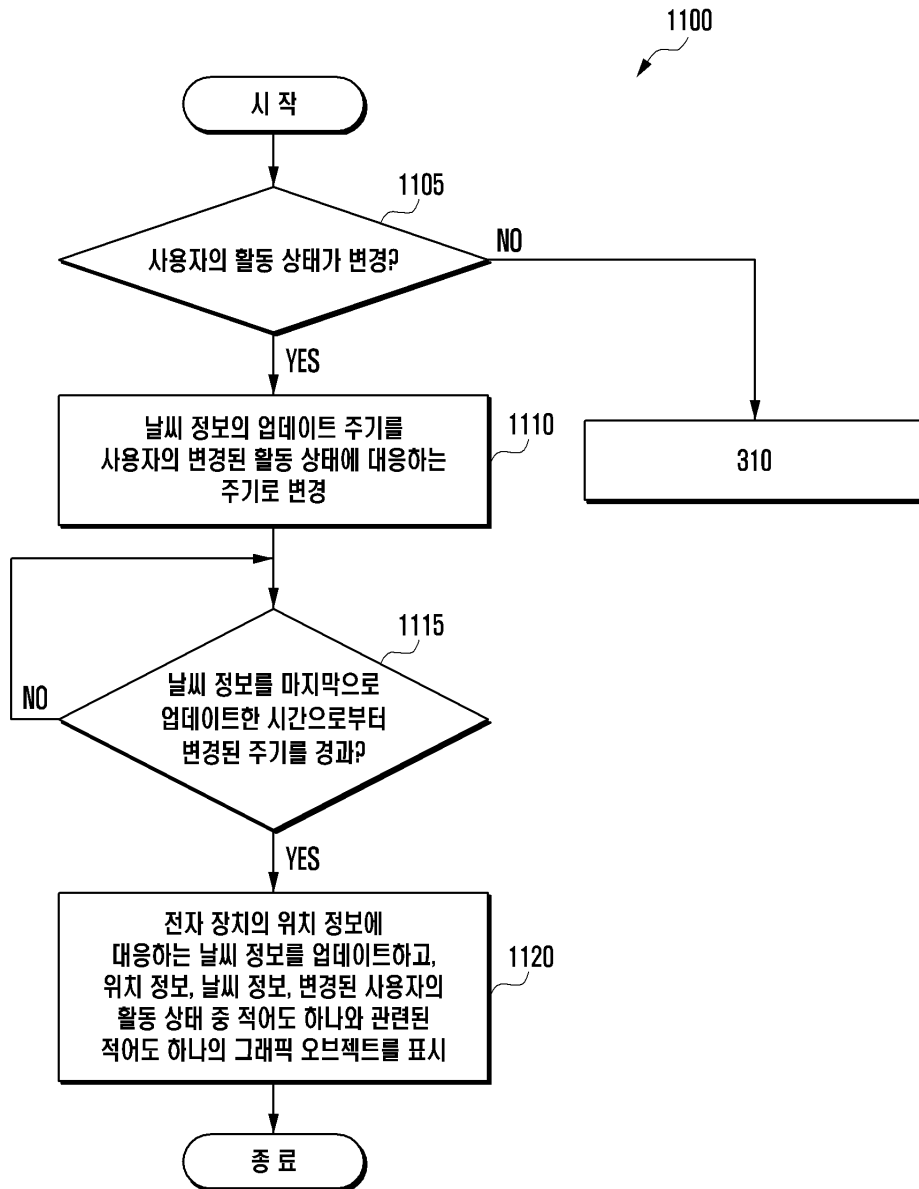 1100
시 작
1105
사용자의 활동 상태가 변경?
NO
YES
날씨 정보의 업데이트 주기를
사용자의 변경된 활동 상태에 대응하는
주기로 변경
1110
310
1115
날씨 정보를 마지막으로
업데이트한 시간으로부터
변경된 주기를 경과?
NO
YES
전자 장치의 위치 정보에
대응하는 날씨 정보를 업데이트하고,
위치 정보, 날씨 정보, 변경된 사용자의
활동 상태 중 적어도 하나와 관련된
적어도 하나의 그래픽 오브젝트를 표시
1120
종 료